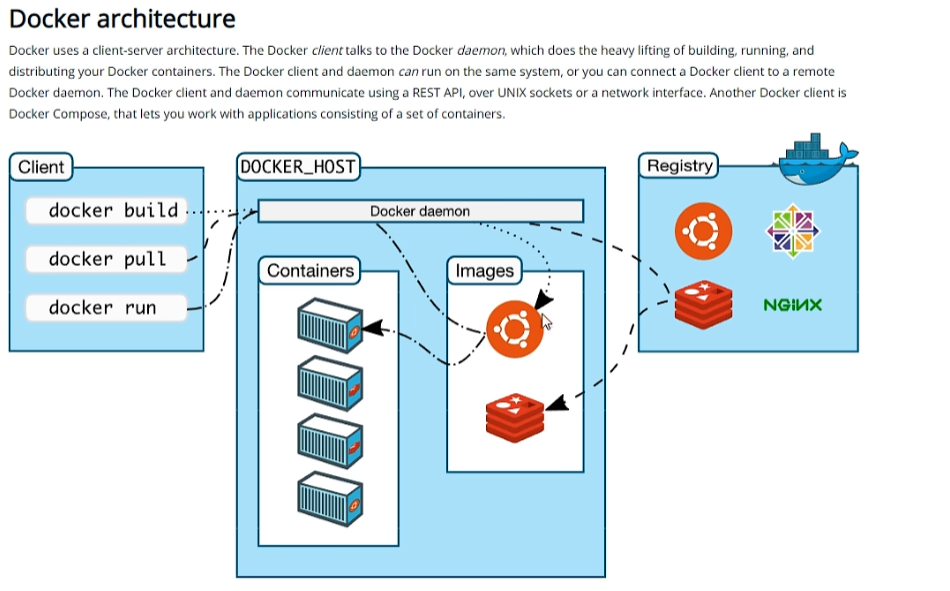 Docker architecture
Docker uses a client-server architecture. The Docker client talks to the Docker daemon, which does the heavy lifting of building, running, and
distributing your Docker containers. The Docker client and daemon can run on the same system, or you can connect a Docker client to a remote
Docker daemon. The Docker client and daemon communicate using a REST API, over UNIX sockets or a network interface. Another Docker client is
Docker Compose, that lets you work with applications consisting of a set of containers.
Client
docker build
docker pull
docker run
DOCKER_HOST
Docker daemon
Containers
Images
Registry
NGINX